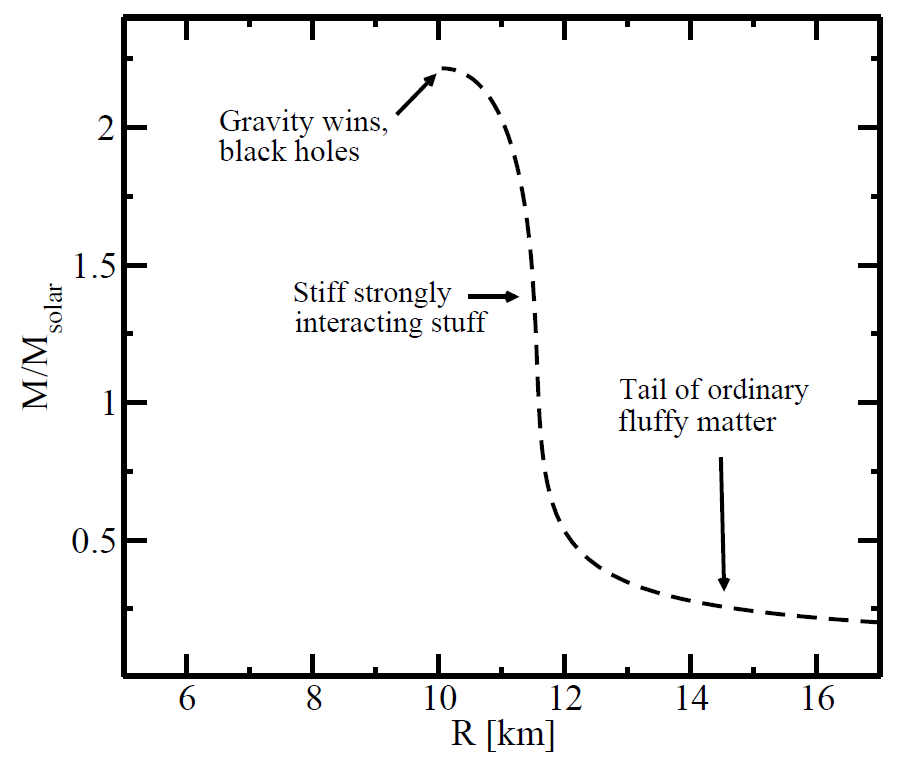 Gravity wins,
black holes
Stiff strongly
interacting stuff
Tail of ordinary
fluffy matter
2
1.5
1
0.5
M/M_solar
6 8 10 12 14 16
R [km]